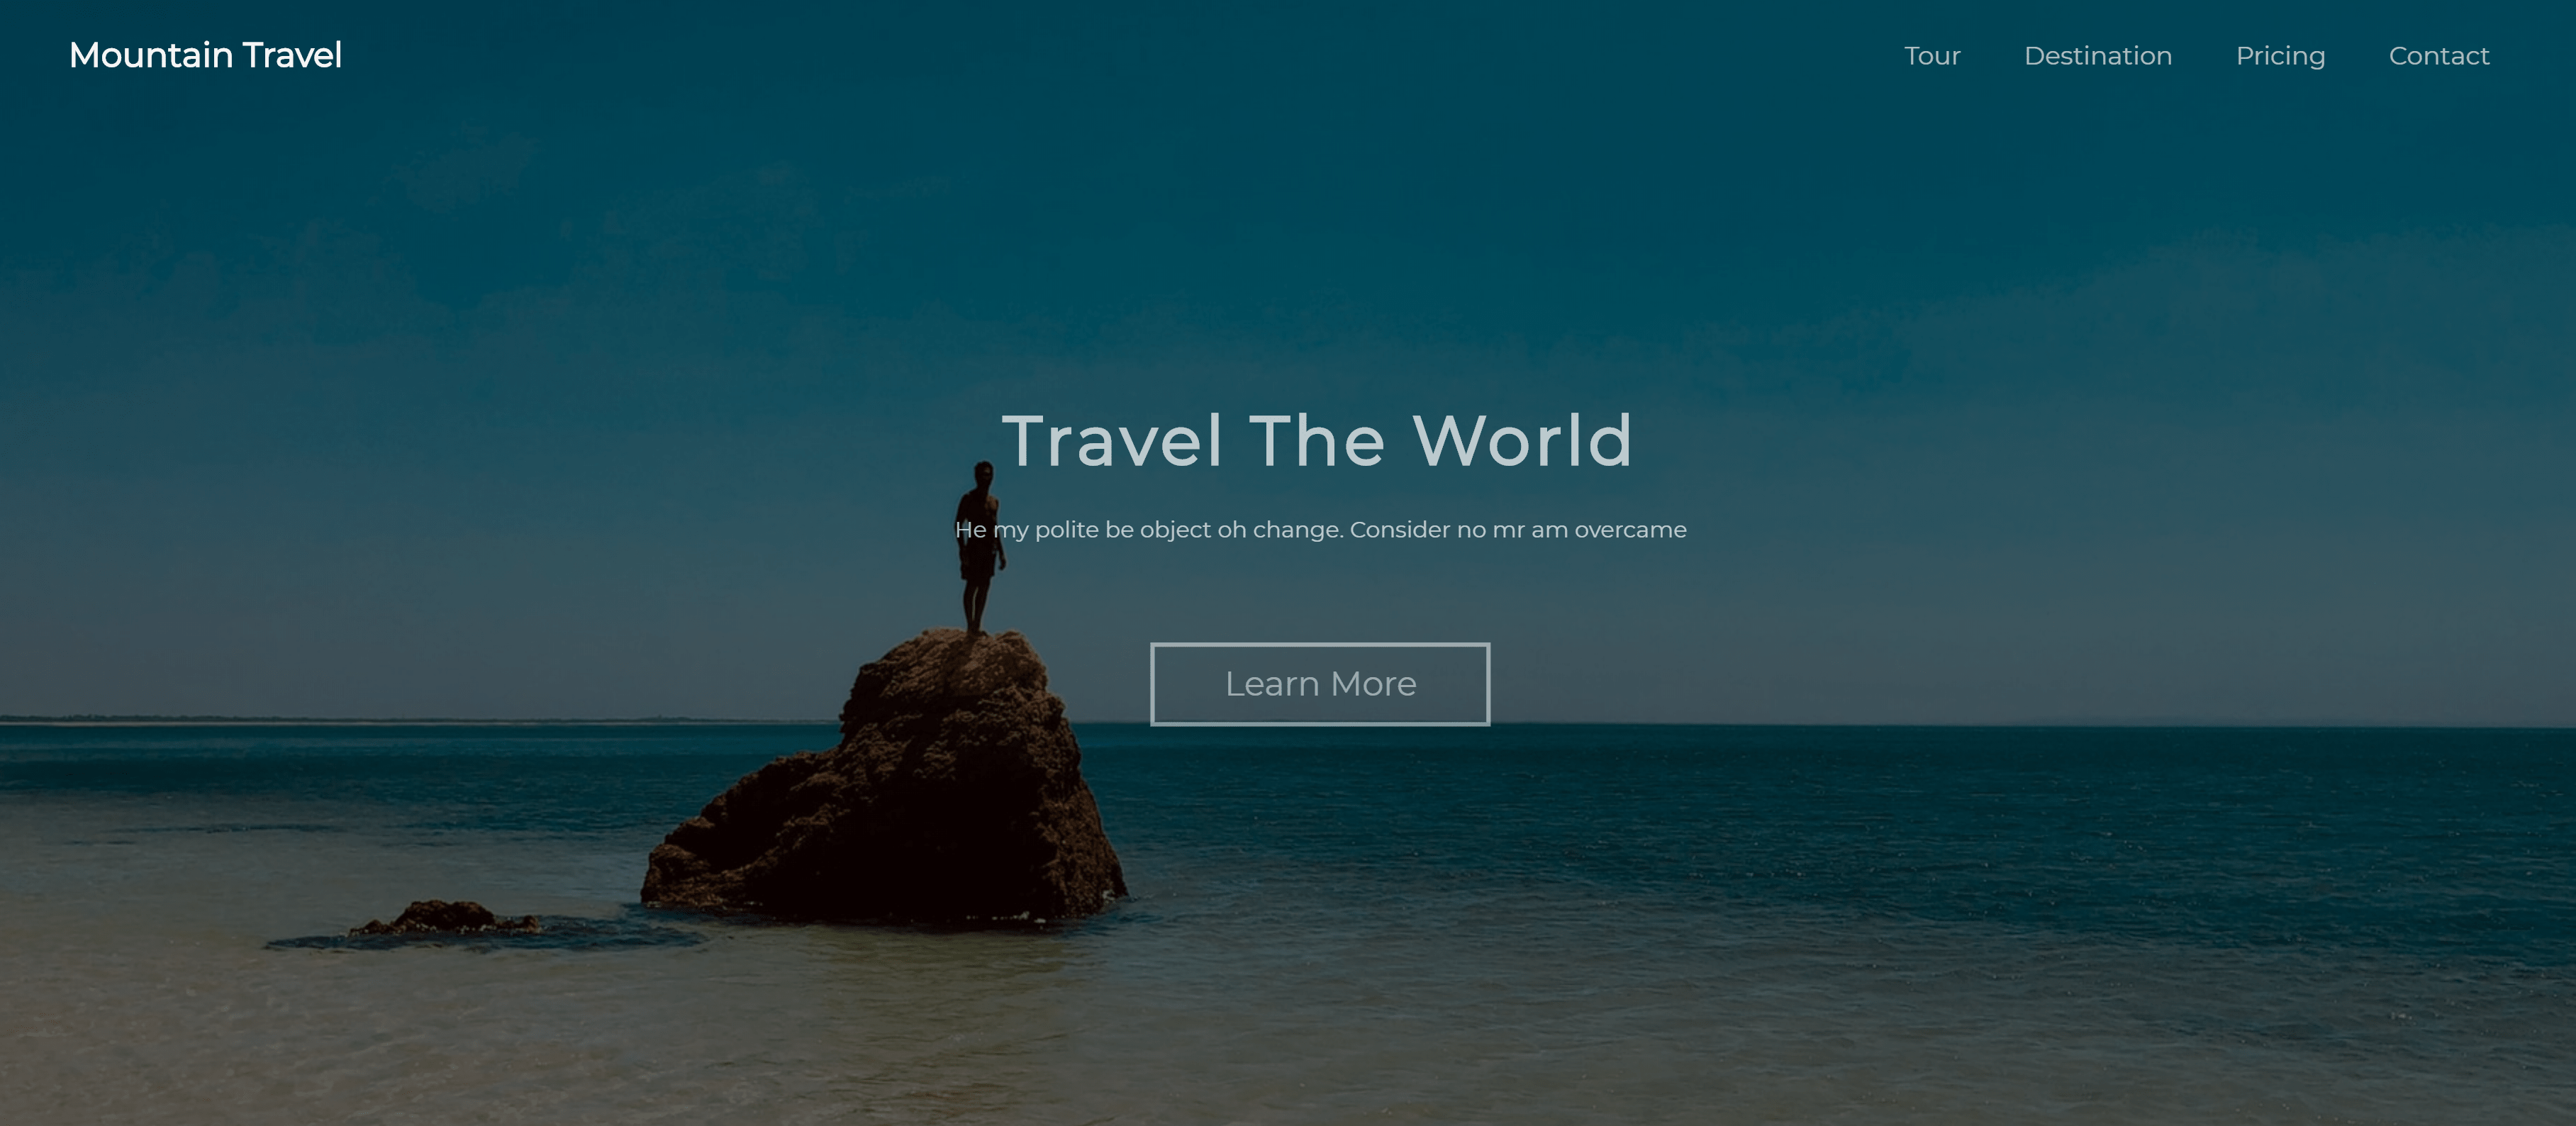 Mountain Travel
Tour Destination Pricing Contact
Travel The World
He my polite be object oh change. Consider no mr am overcame
Learn More